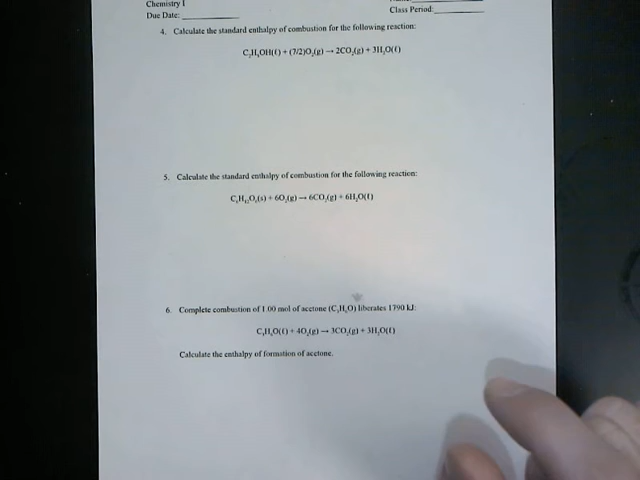 Chemistry I
Due Date:
Class Period:
4. Calculate the standard enthalpy of combustion for the following reaction:
C₂H₅OH(ℓ) + (7/2)O₂(g) → 2CO₂(g) + 3H₂O(ℓ)
5. Calculate the standard enthalpy of combustion for the following reaction:
C₆H₁₂O₆(s) + 6O₂(g) → 6CO₂(g) + 6H₂O(ℓ)
6. Complete combustion of 1.00 mol of acetone (C₃H₆O) liberates 1790 kJ:
C₃H₆O(ℓ) + 4O₂(g) → 3CO₂(g) + 3H₂O(ℓ)
Calculate the enthalpy of formation of acetone.